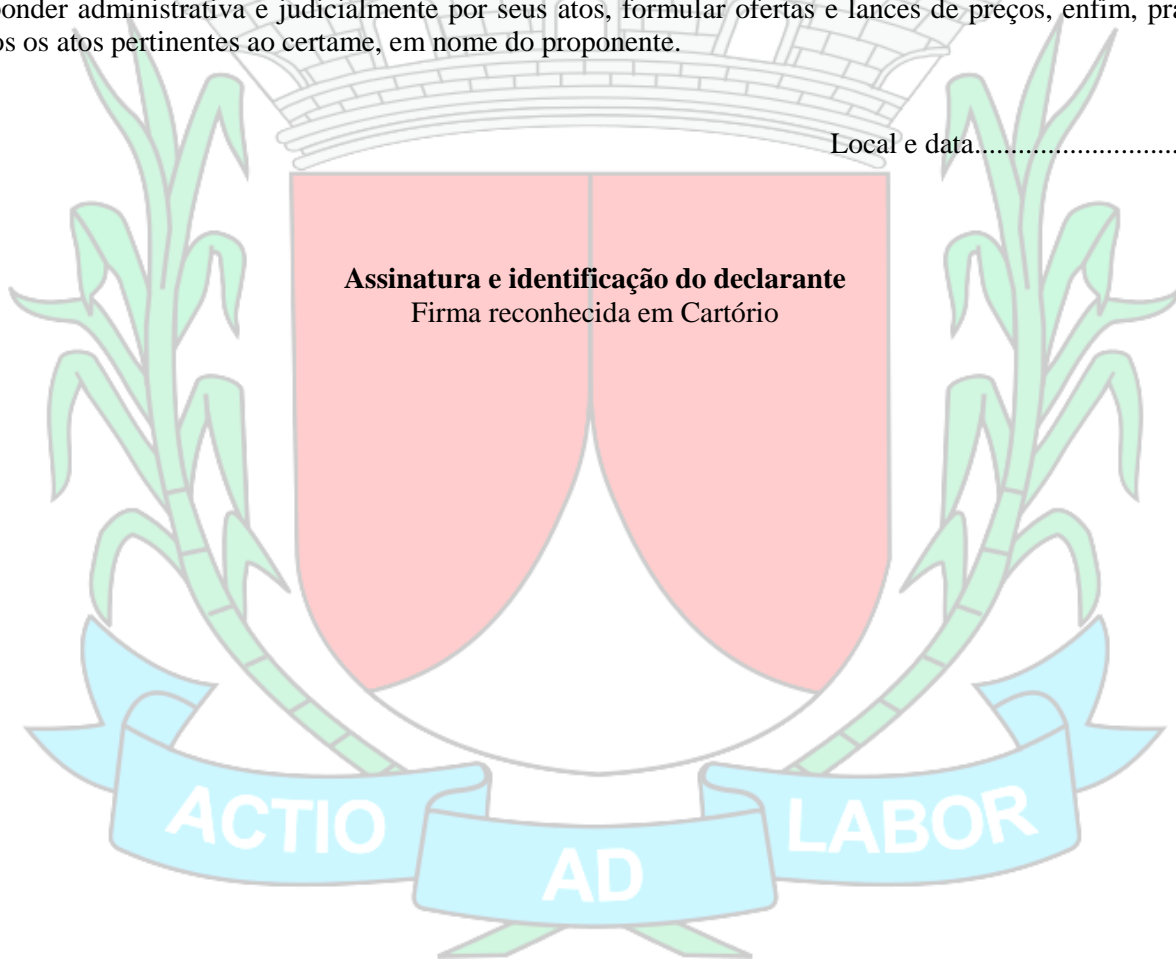 ponder administrativa e judicialmente por seus atos, formular ofertas e lances de preços, enfim, pra
os os atos pertinentes ao certame, em nome do proponente.
Local e data............................
Assinatura e identificação do declarante
Firma reconhecida em Cartório
ACTIO
AD
LABOR